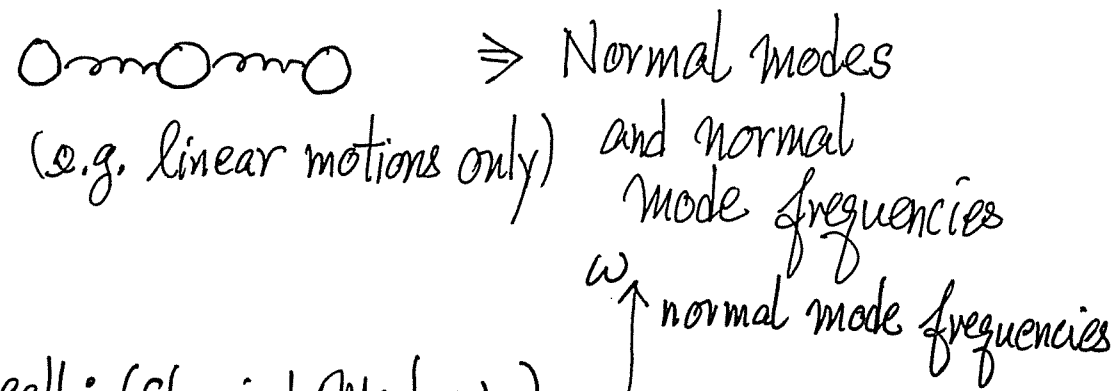 ⇒ Normal modes
(e.g. linear motions only) and normal
mode frequencies
ω
normal mode frequencies